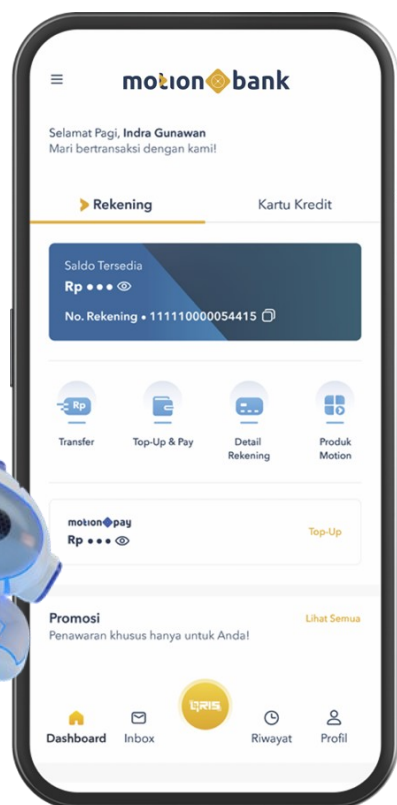 motion bank
Selamat Pagi, Indra Gunawan
Mari bertransaksi dengan kami!
Rekening Kartu Kredit
Saldo Tersedia
Rp •••
No. Rekening • 111110000054415
Rp
Transfer Top-Up & Pay Detail Rekening Produk Motion
motion pay
Rp •••
Top-Up
Promosi Lihat Semua
Penawaran khusus hanya untuk Anda!
QRIS
Dashboard Inbox Riwayat Profil